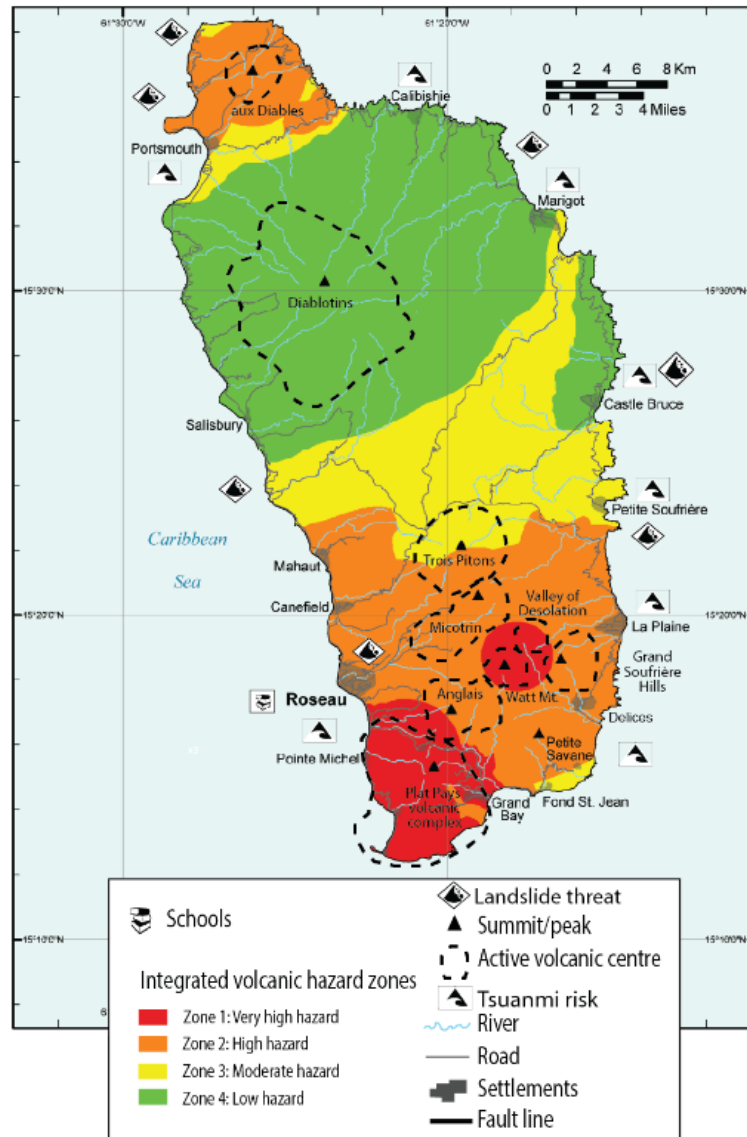 61°30'0"W
61°20'0"W
aux Diables
Calibishie
0 2 4 6 8 Km
0 1 2 3 4 Miles
Portsmouth
Marigot
15°30'0"N
15°30'0"N
Diablotins
Castle Bruce
Salisbury
Petite Soufrière
Caribbean
Sea
Trois Pitons
Mahaut
Valley of
Desolation
Canefield
15°20'0"N
15°20'0"N
Micotrin
La Plaine
Grand
Soufrière
Hills
Roseau
Anglais
Watt Mt.
Delices
Pointe Michel
Petite
Savane
Plat Pays
volcanic
complex
Grand
Bay
Fond St. Jean
15°10'0"N
15°10'0"N
Schools
Integrated volcanic hazard zones
Zone 1: Very high hazard
Zone 2: High hazard
Zone 3: Moderate hazard
Zone 4: Low hazard
Landslide threat
Summit/peak
Active volcanic centre
Tsuanmi risk
River
Road
Settlements
Fault line